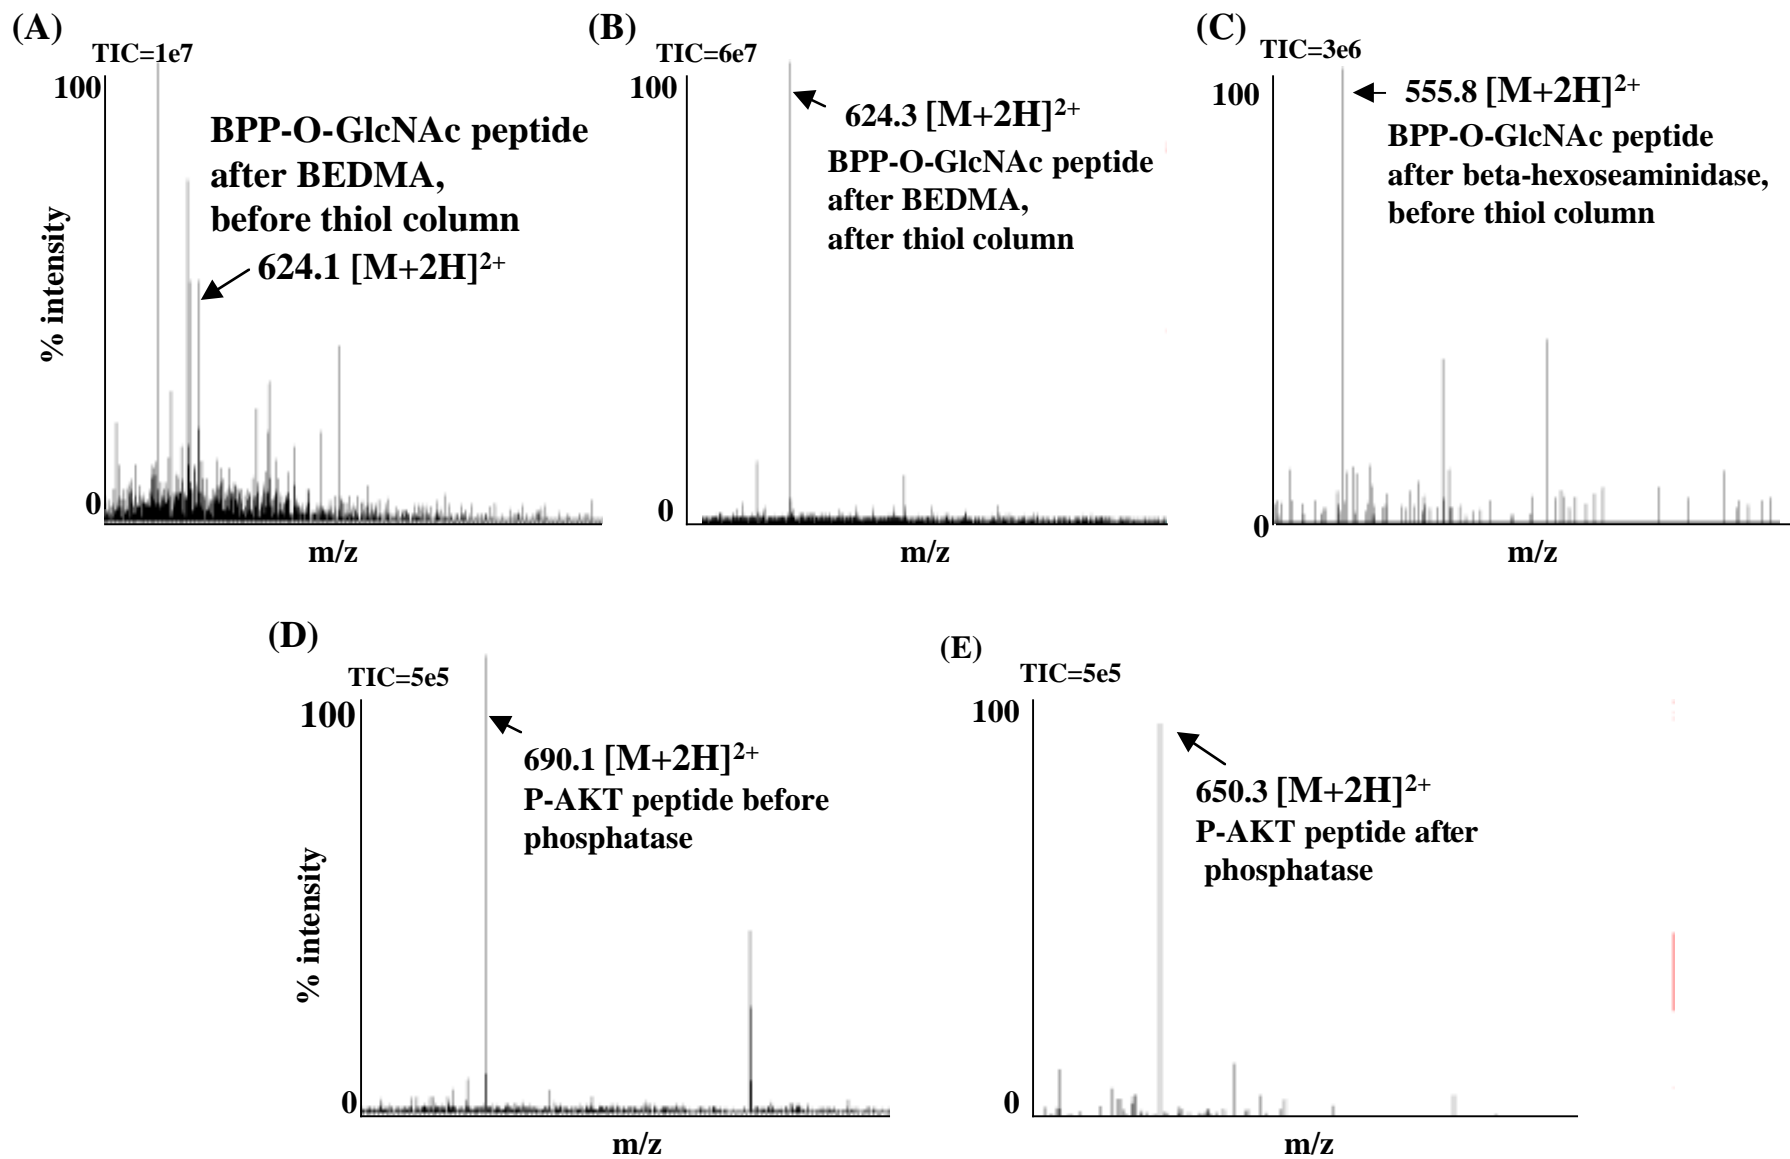 (A)
TIC=1e7
100
BPP-O-GlcNAc peptide
after BEDMA,
before thiol column
624.1 [M+2H]2+
% intensity
0
m/z
(B)
TIC=6e7
100
624.3 [M+2H]2+
BPP-O-GlcNAc peptide
after BEDMA,
after thiol column
0
m/z
(C)
TIC=3e6
100
555.8 [M+2H]2+
BPP-O-GlcNAc peptide
after beta-hexoseaminidase,
before thiol column
0
m/z
(D)
TIC=5e5
100
690.1 [M+2H]2+
P-AKT peptide before
phosphatase
% intensity
0
m/z
(E)
TIC=5e5
100
650.3 [M+2H]2+
P-AKT peptide after
phosphatase
0
m/z